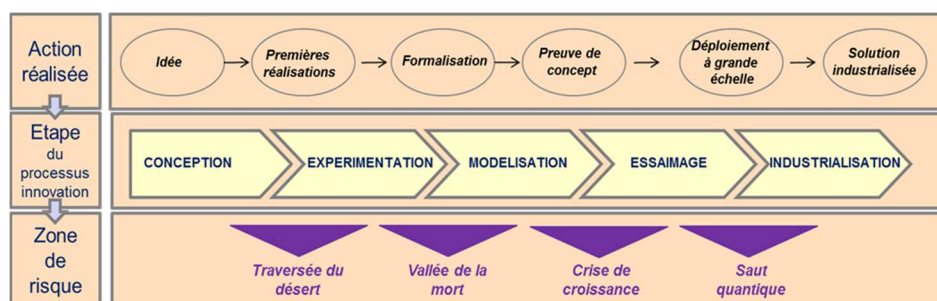 Action
réalisée
Idée
Premières
réalisations
Formalisation
Preuve de
concept
Déploiement
à grande
échelle
Solution
industrialisée
Etape
du
processus
innovation
CONCEPTION
EXPERIMENTATION
MODELISATION
ESSAIMAGE
INDUSTRIALISATION
Zone
de
risque
Traversée du
désert
Vallée de la
mort
Crise de
croissance
Saut
quantique